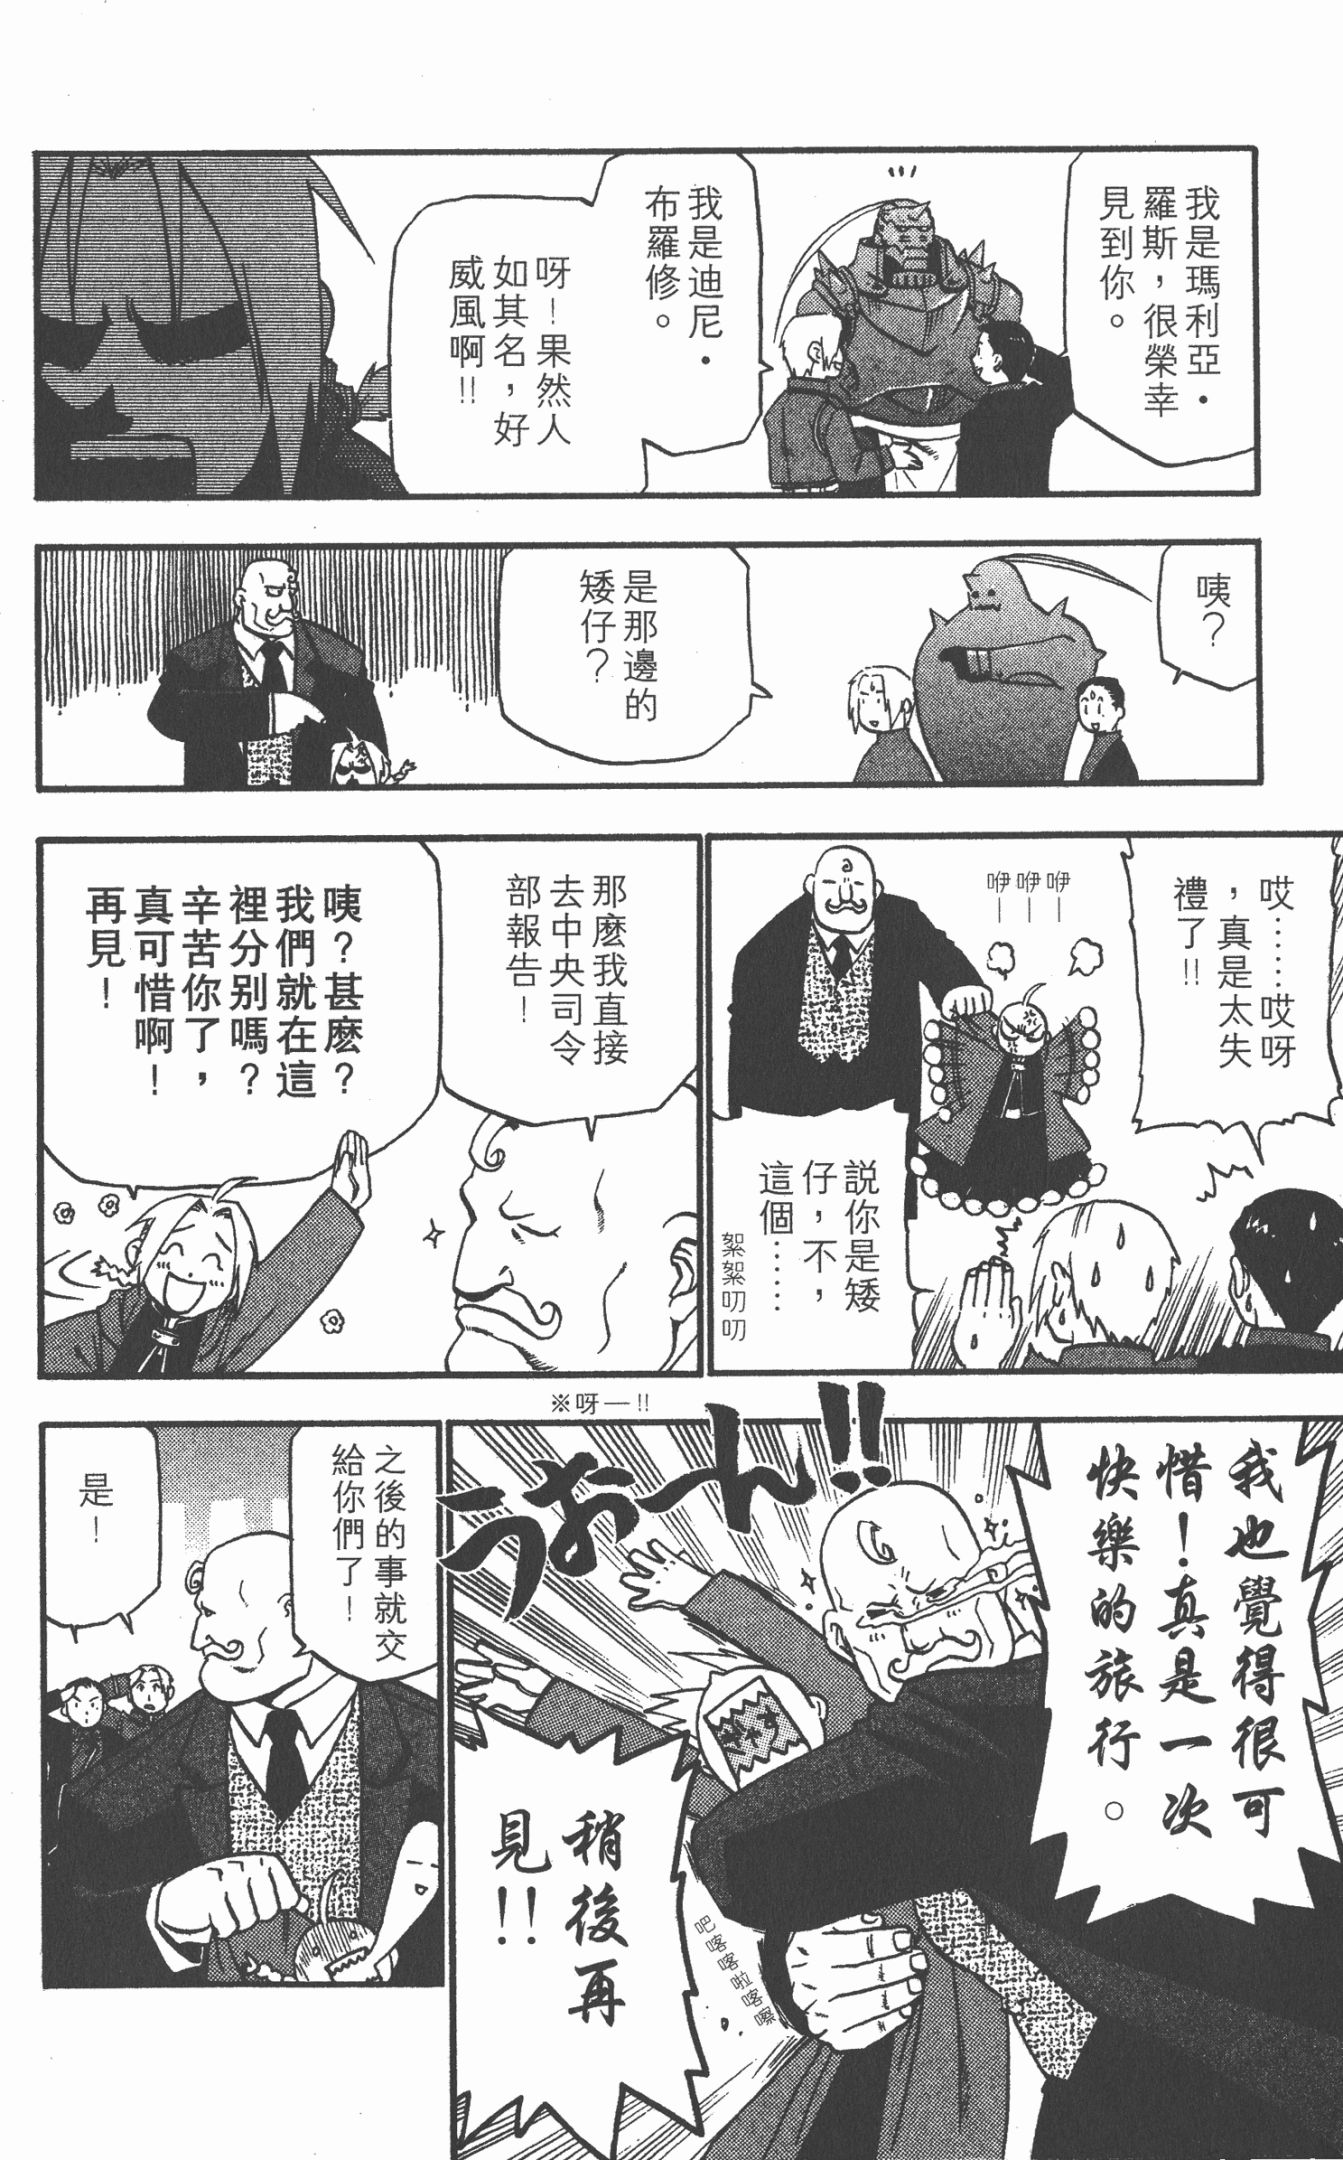 我是瑪利亞・
羅斯，很榮幸
見到你。
我是迪尼・
布羅修。
呀！果然人
如其名，好
威風啊!!
咦？
是那邊的
矮仔？
哎……哎呀
，真是太失
禮了!!
咿—咿—咿—
説你是矮
仔，不，
這個……
絮絮叨叨
那麽我直接
去中央司令
部報告！
咦？甚麽？
我們就在這
裡分别嗎？
辛苦你了，
真可惜啊！
再見！
※呀—!!
うおおん!!
我也覺得很可
惜！真是一次
快樂的旅行。
稍後再
見!!
吧喀喀啦喀嚓
之後的事就交
給你們了！
是！